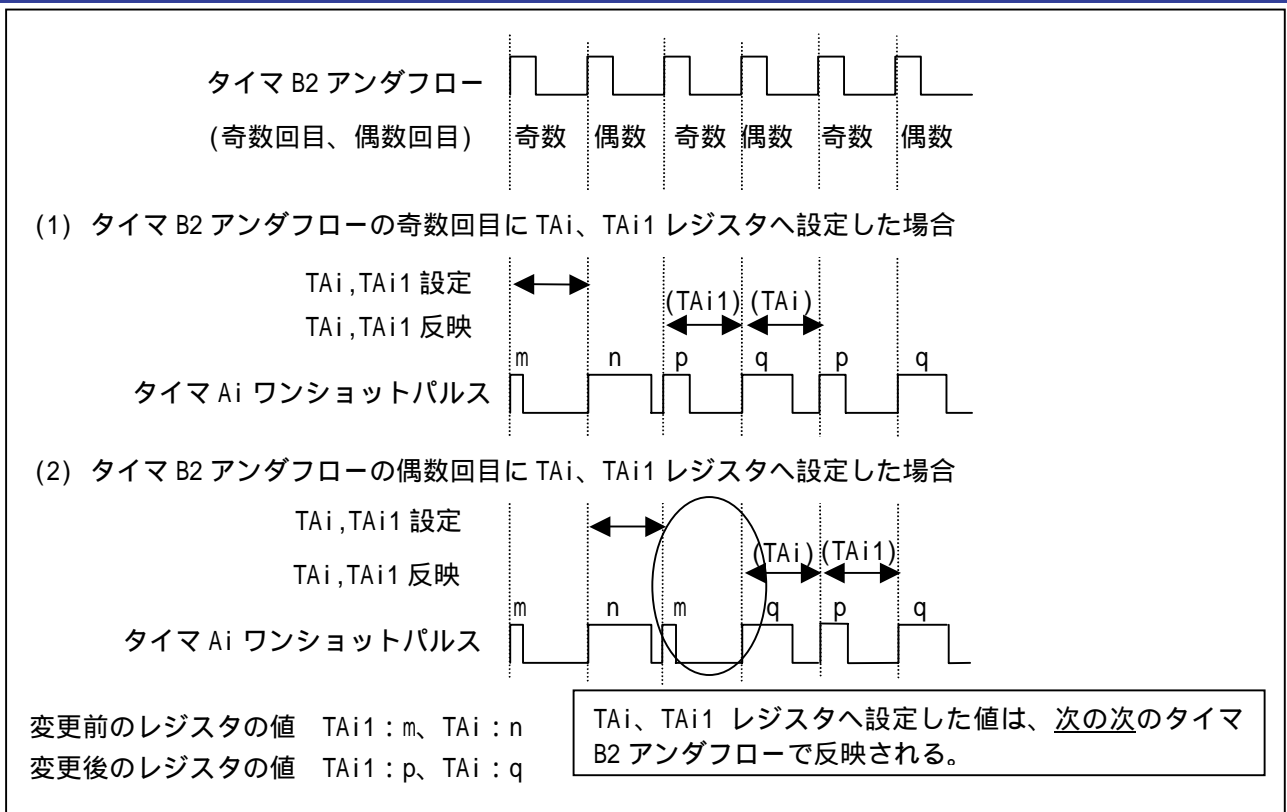 タイマ B2 アンダフロー
(奇数回目、偶数回目) 奇数 偶数 奇数 偶数 奇数 偶数
(1) タイマ B2 アンダフローの奇数回目に TAi、TAi1 レジスタへ設定した場合
TAi,TAi1 設定
(TAi1) (TAi)
TAi,TAi1 反映
m n p q p q
タイマ Ai ワンショットパルス
(2) タイマ B2 アンダフローの偶数回目に TAi、TAi1 レジスタへ設定した場合
TAi,TAi1 設定
(TAi) (TAi1)
TAi,TAi1 反映
m n m q p q
タイマ Ai ワンショットパルス
変更前のレジスタの値 TAi1:m、TAi:n
変更後のレジスタの値 TAi1:p、TAi:q
TAi、TAi1 レジスタへ設定した値は、次の次のタイマ
B2 アンダフローで反映される。